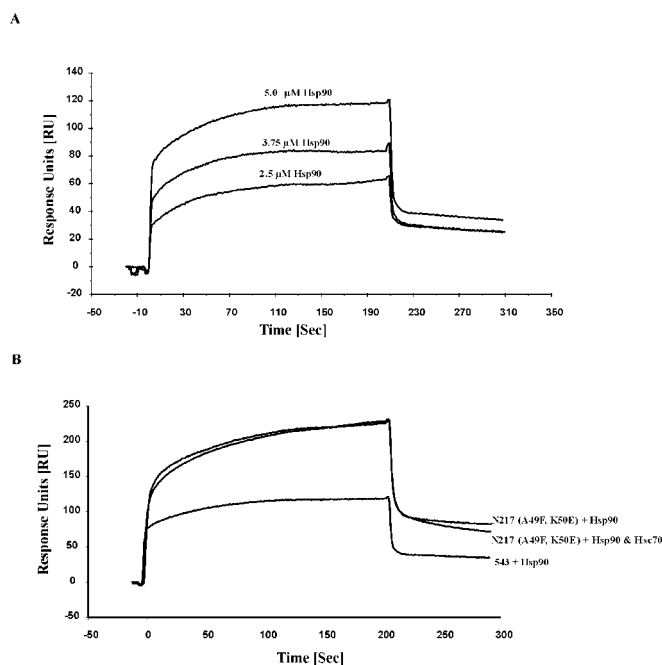 A
Response Units [RU]
140
120
100
80
60
40
20
0
-20
5.0 µM Hsp90
3.75 µM Hsp90
2.5 µM Hsp90
-50 -10 30 70 110 150 190 230 270 310 350
Time [Sec]
B
Response Units [RU]
250
200
150
100
50
0
-50
N217 (A49F, K50E) + Hsp90
N217 (A49F, K50E) + Hsp90 & Hsc70
543 + Hsp90
-50 0 50 100 150 200 250 300
Time [Sec]